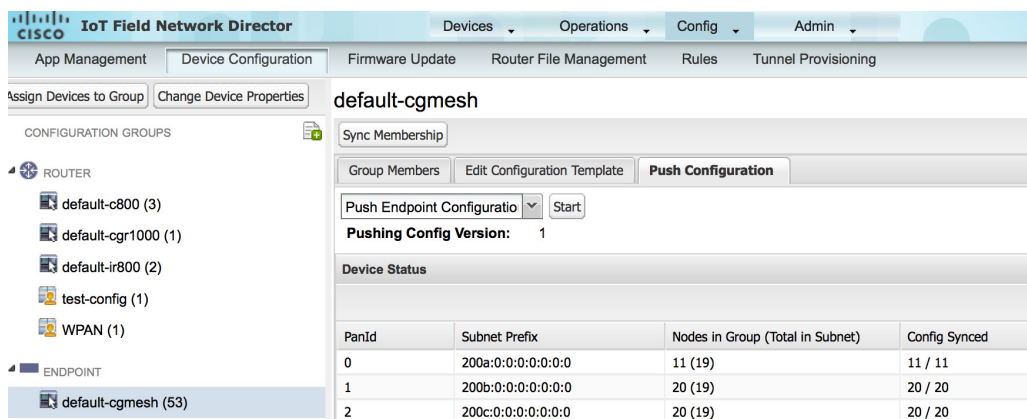 CISCO IoT Field Network Director
Devices Operations Config Admin
App Management Device Configuration Firmware Update Router File Management Rules Tunnel Provisioning
Assign Devices to Group Change Device Properties
CONFIGURATION GROUPS
ROUTER
default-c800 (3)
default-cgr1000 (1)
default-ir800 (2)
test-config (1)
WPAN (1)
ENDPOINT
default-cgmesh (53)
default-cgmesh
Sync Membership
Group Members Edit Configuration Template Push Configuration
Push Endpoint Configuratio Start
Pushing Config Version: 1
Device Status
PanId Subnet Prefix Nodes in Group (Total in Subnet) Config Synced
0 200a:0:0:0:0:0:0:0 11 (19) 11 / 11
1 200b:0:0:0:0:0:0:0 20 (19) 20 / 20
2 200c:0:0:0:0:0:0:0 20 (19) 20 / 20